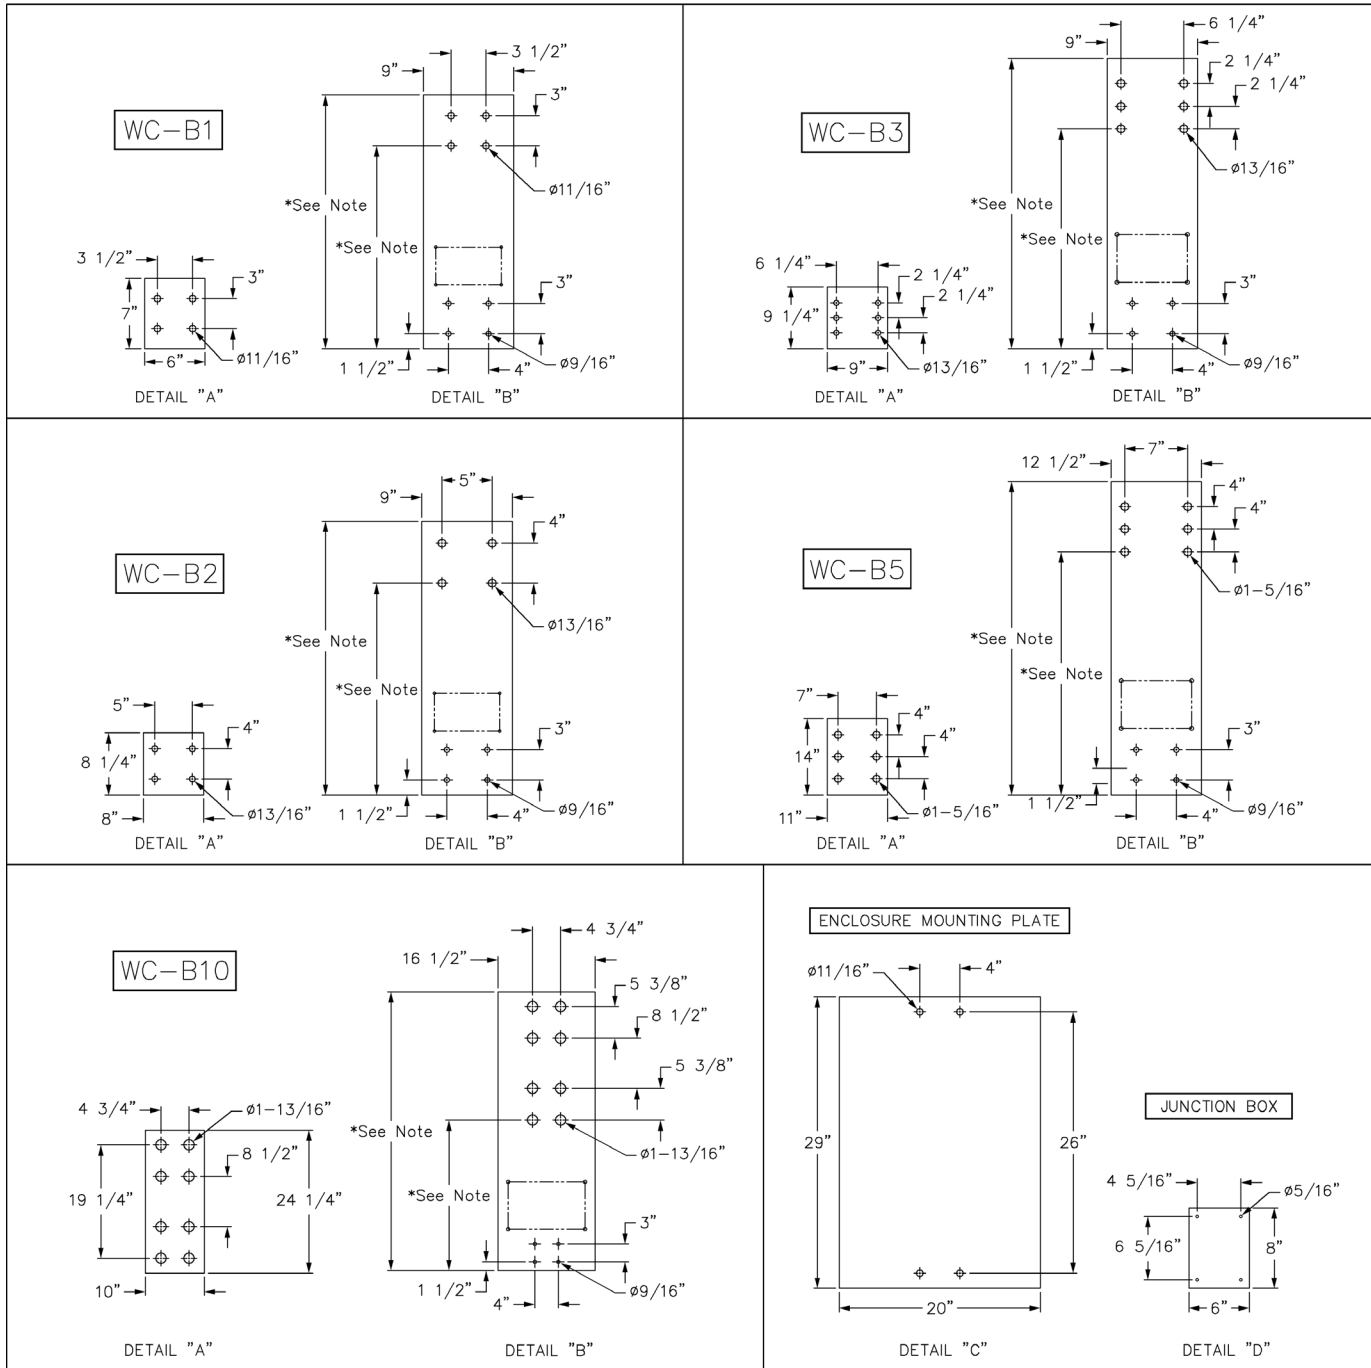 WC-B1
3 1/2"
7"
6"
3"
ø11/16"
DETAIL "A"
9"
3 1/2"
3"
ø11/16"
*See Note
*See Note
3"
1 1/2"
4"
ø9/16"
DETAIL "B"
WC-B3
6 1/4"
9 1/4"
9"
2 1/4"
2 1/4"
ø13/16"
DETAIL "A"
9"
6 1/4"
2 1/4"
2 1/4"
ø13/16"
*See Note
*See Note
3"
1 1/2"
4"
ø9/16"
DETAIL "B"
WC-B2
5"
8 1/4"
8"
4"
ø13/16"
DETAIL "A"
9"
5"
4"
ø13/16"
*See Note
*See Note
3"
1 1/2"
4"
ø9/16"
DETAIL "B"
WC-B5
7"
14"
11"
4"
4"
ø1-5/16"
DETAIL "A"
12 1/2"
7"
4"
4"
ø1-5/16"
*See Note
*See Note
3"
1 1/2"
4"
ø9/16"
DETAIL "B"
WC-B10
4 3/4"
ø1-13/16"
8 1/2"
19 1/4"
24 1/4"
10"
DETAIL "A"
16 1/2"
4 3/4"
5 3/8"
8 1/2"
5 3/8"
ø1-13/16"
*See Note
*See Note
3"
1 1/2"
4"
ø9/16"
DETAIL "B"
ENCLOSURE MOUNTING PLATE
ø11/16"
4"
29"
26"
20"
DETAIL "C"
JUNCTION BOX
4 5/16"
ø5/16"
6 5/16"
8"
6"
DETAIL "D"